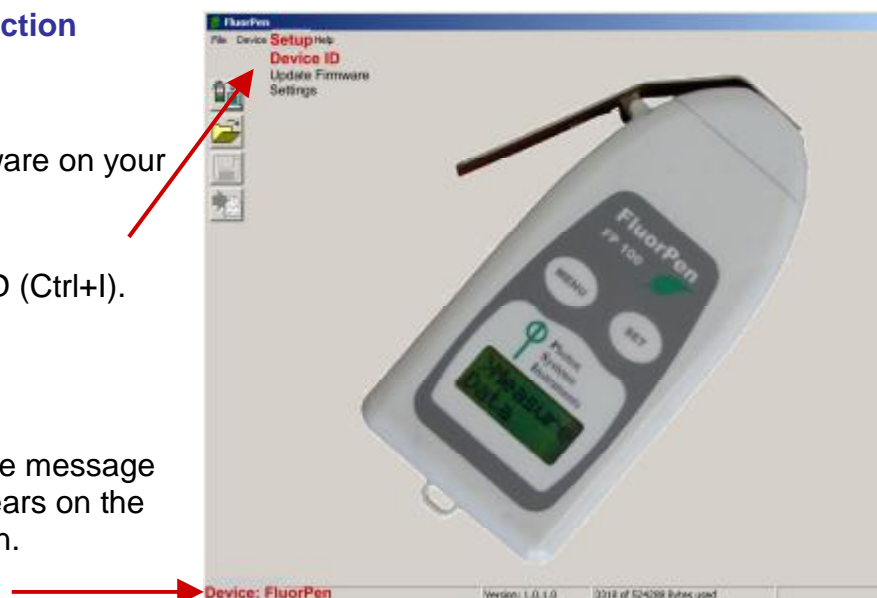 ction
ware on your
D (Ctrl+I).
e message
ears on the
n.
FluorPen
File Device Setup Help
Device ID
Update Firmware
Settings
FluorPen
FP 100
MENU
SET
Photon
Systems
Instruments
>Measure
Data
Device: FluorPen
Version: 1.0.1.0
3318 of 524288 Bytes used